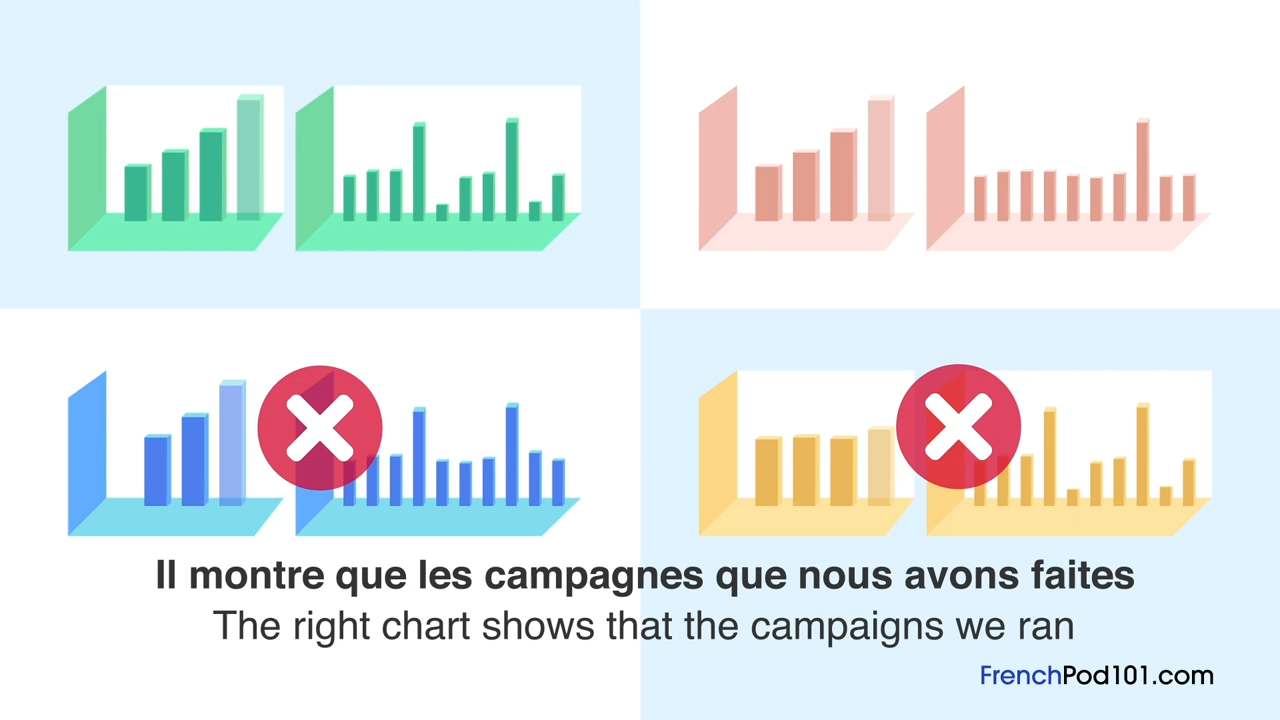 Il montre que les campagnes que nous avons faites
The right chart shows that the campaigns we ran
FrenchPod101.com